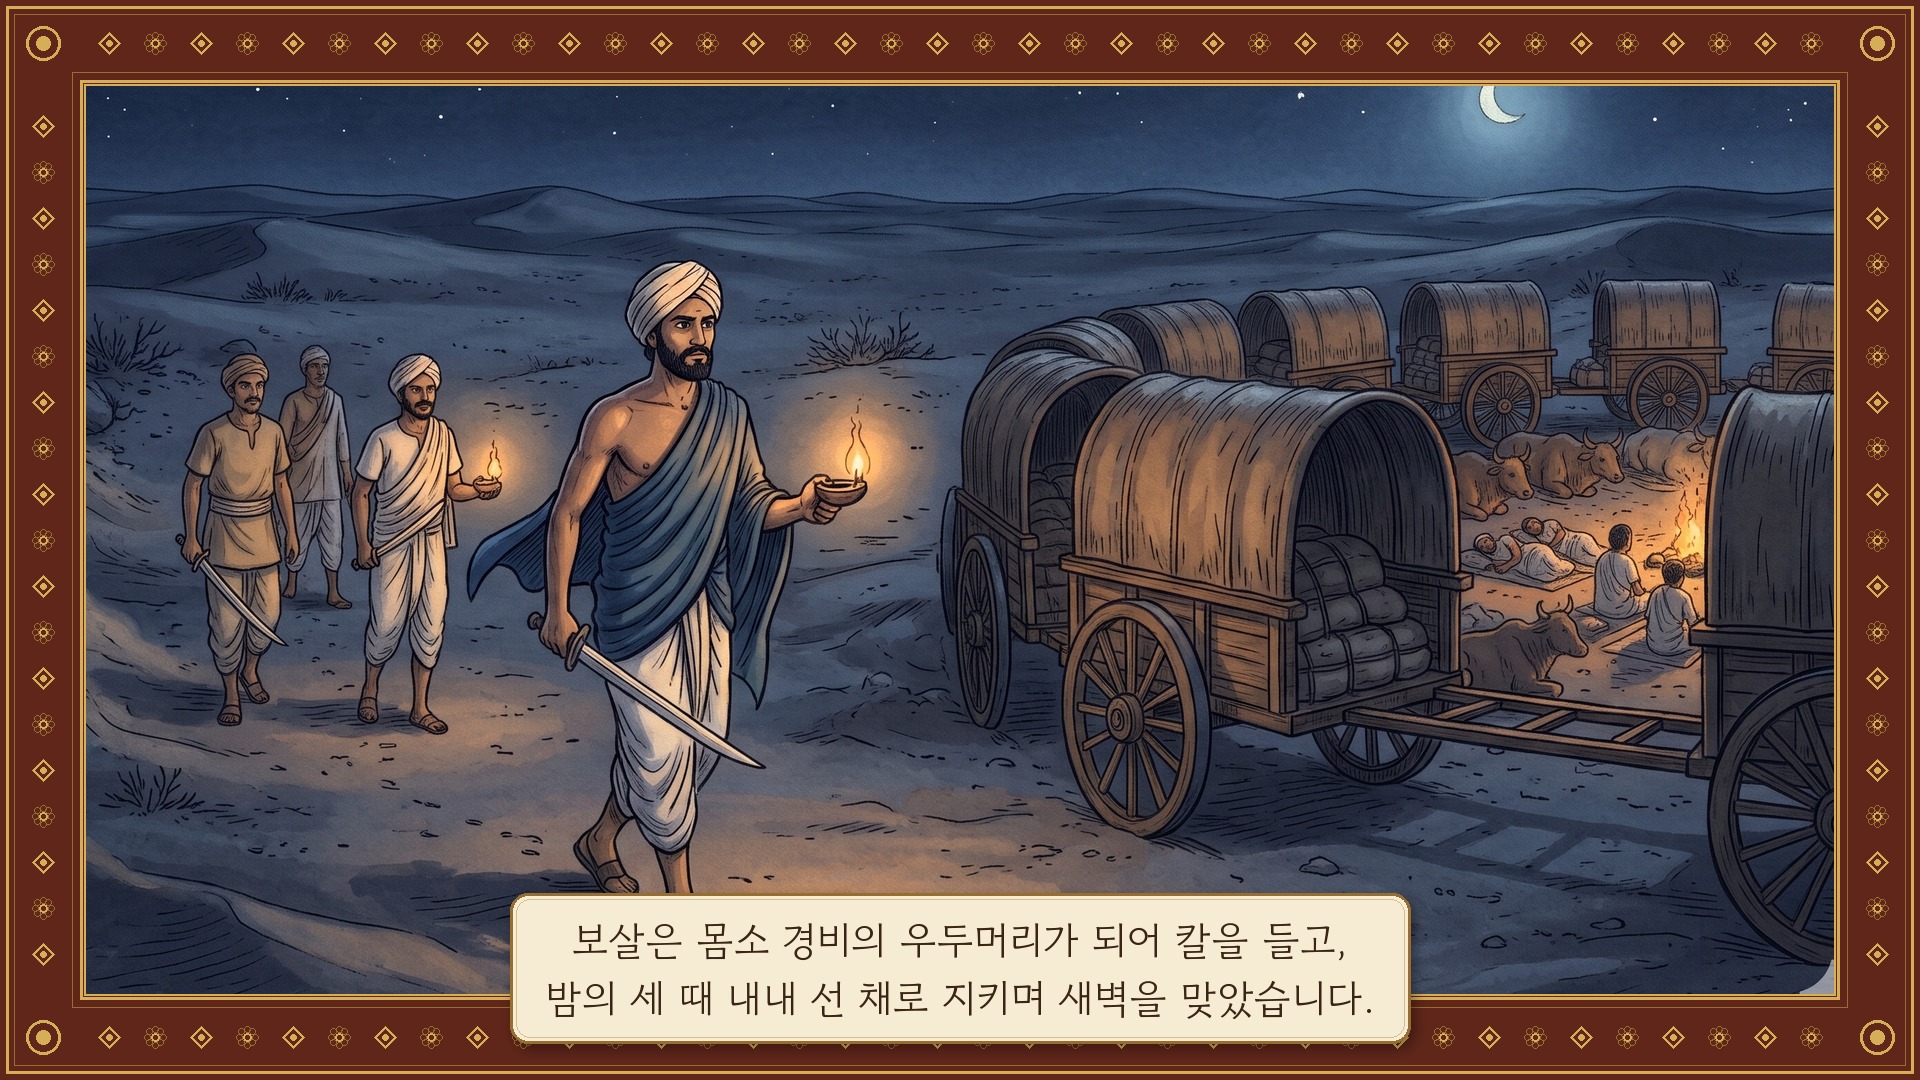 보살은 몸소 경비의 우두머리가 되어 칼을 들고,
밤의 세 때 내내 선 채로 지키며 새벽을 맞았습니다.